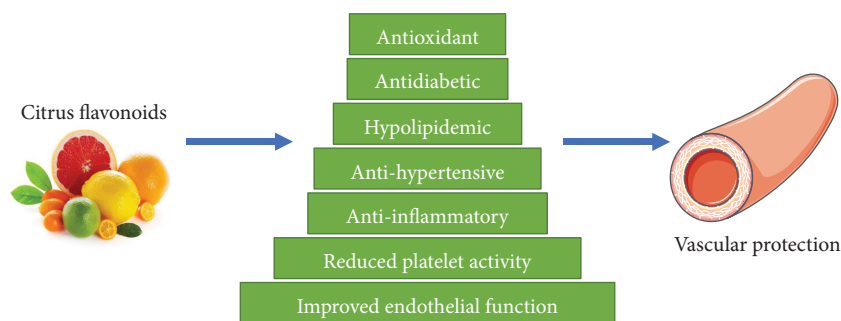 Citrus flavonoids
Antioxidant
Antidiabetic
Hypolipidemic
Anti-hypertensive
Anti-inflammatory
Reduced platelet activity
Improved endothelial function
Vascular protection